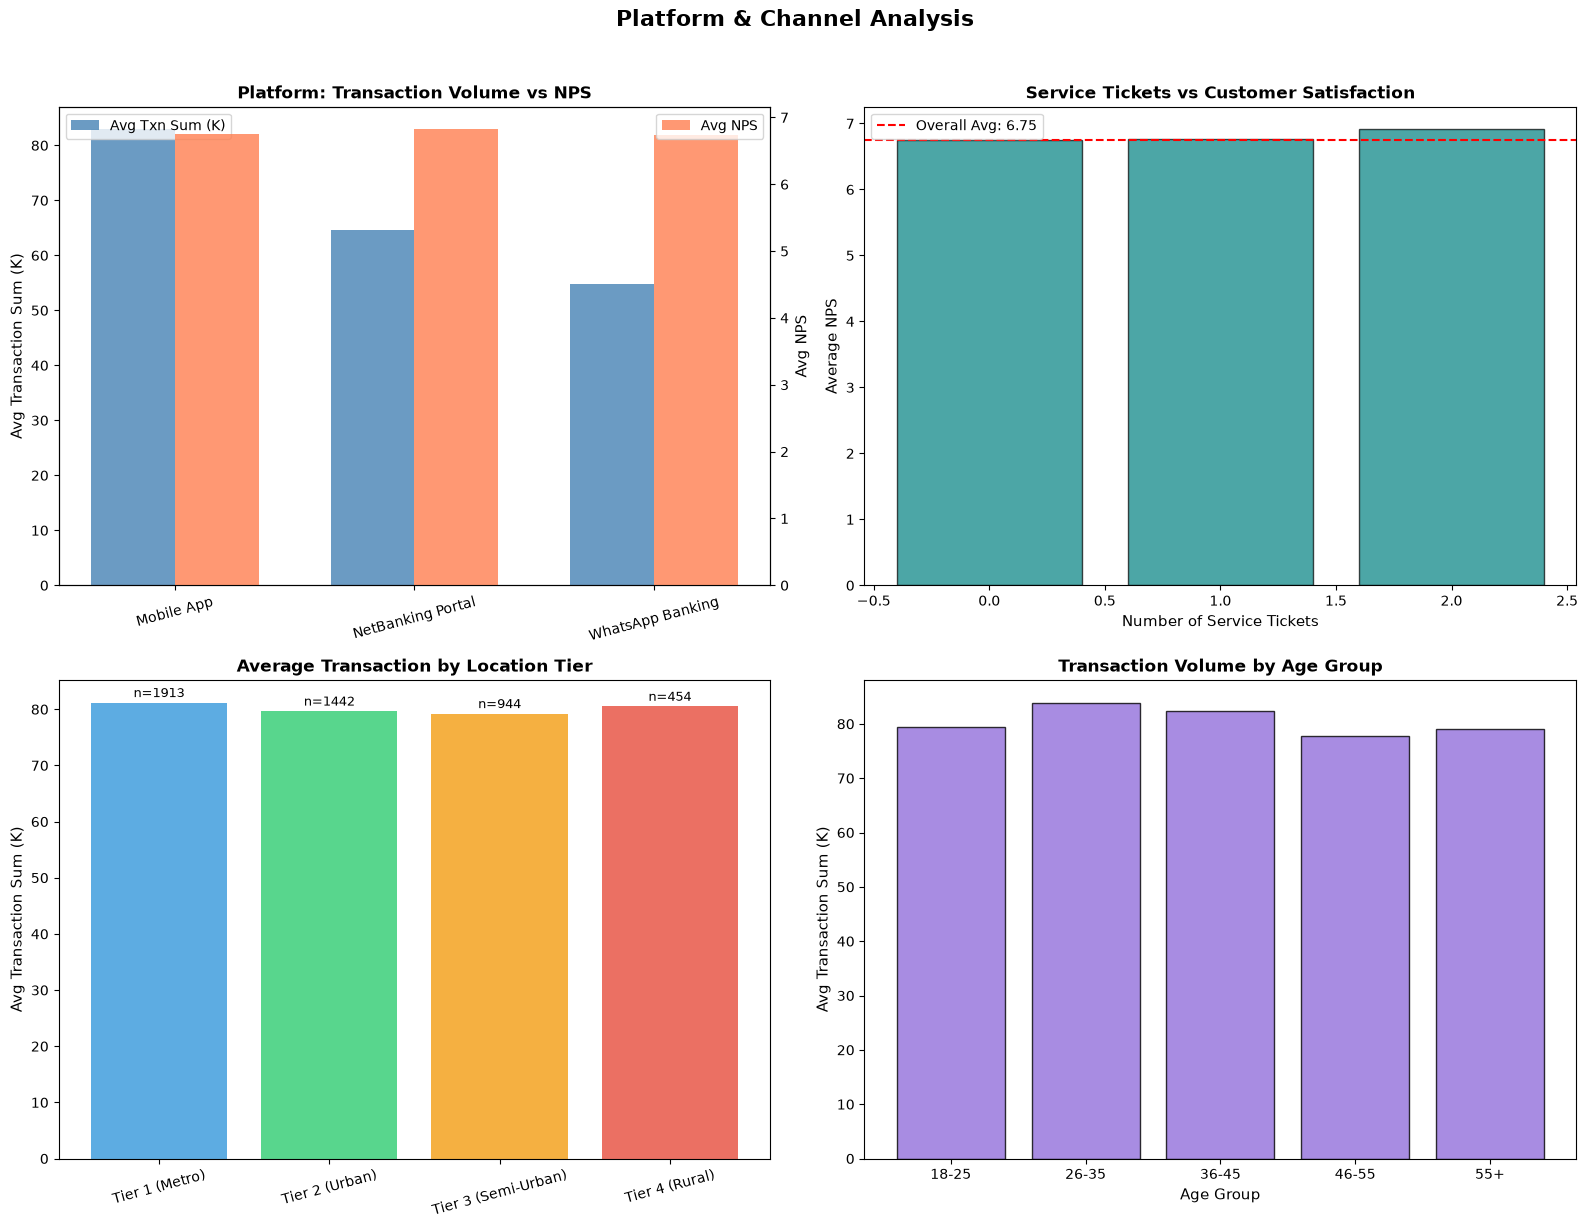 Platform & Channel Analysis
Platform: Transaction Volume vs NPS
Avg Txn Sum (K)
Avg NPS
Avg Transaction Sum (K)
80
70
60
50
40
30
20
10
0
7
6
5
4
3
2
1
0
Avg NPS
Mobile App
NetBanking Portal
WhatsApp Banking
Service Tickets vs Customer Satisfaction
Overall Avg: 6.75
Average NPS
7
6
5
4
3
2
1
0
−0.5
0.0
0.5
1.0
1.5
2.0
2.5
Number of Service Tickets
Average Transaction by Location Tier
n=1913
n=1442
n=944
n=454
Avg Transaction Sum (K)
80
70
60
50
40
30
20
10
0
Tier 1 (Metro)
Tier 2 (Urban)
Tier 3 (Semi-Urban)
Tier 4 (Rural)
Transaction Volume by Age Group
Avg Transaction Sum (K)
80
70
60
50
40
30
20
10
0
18-25
26-35
36-45
46-55
55+
Age Group